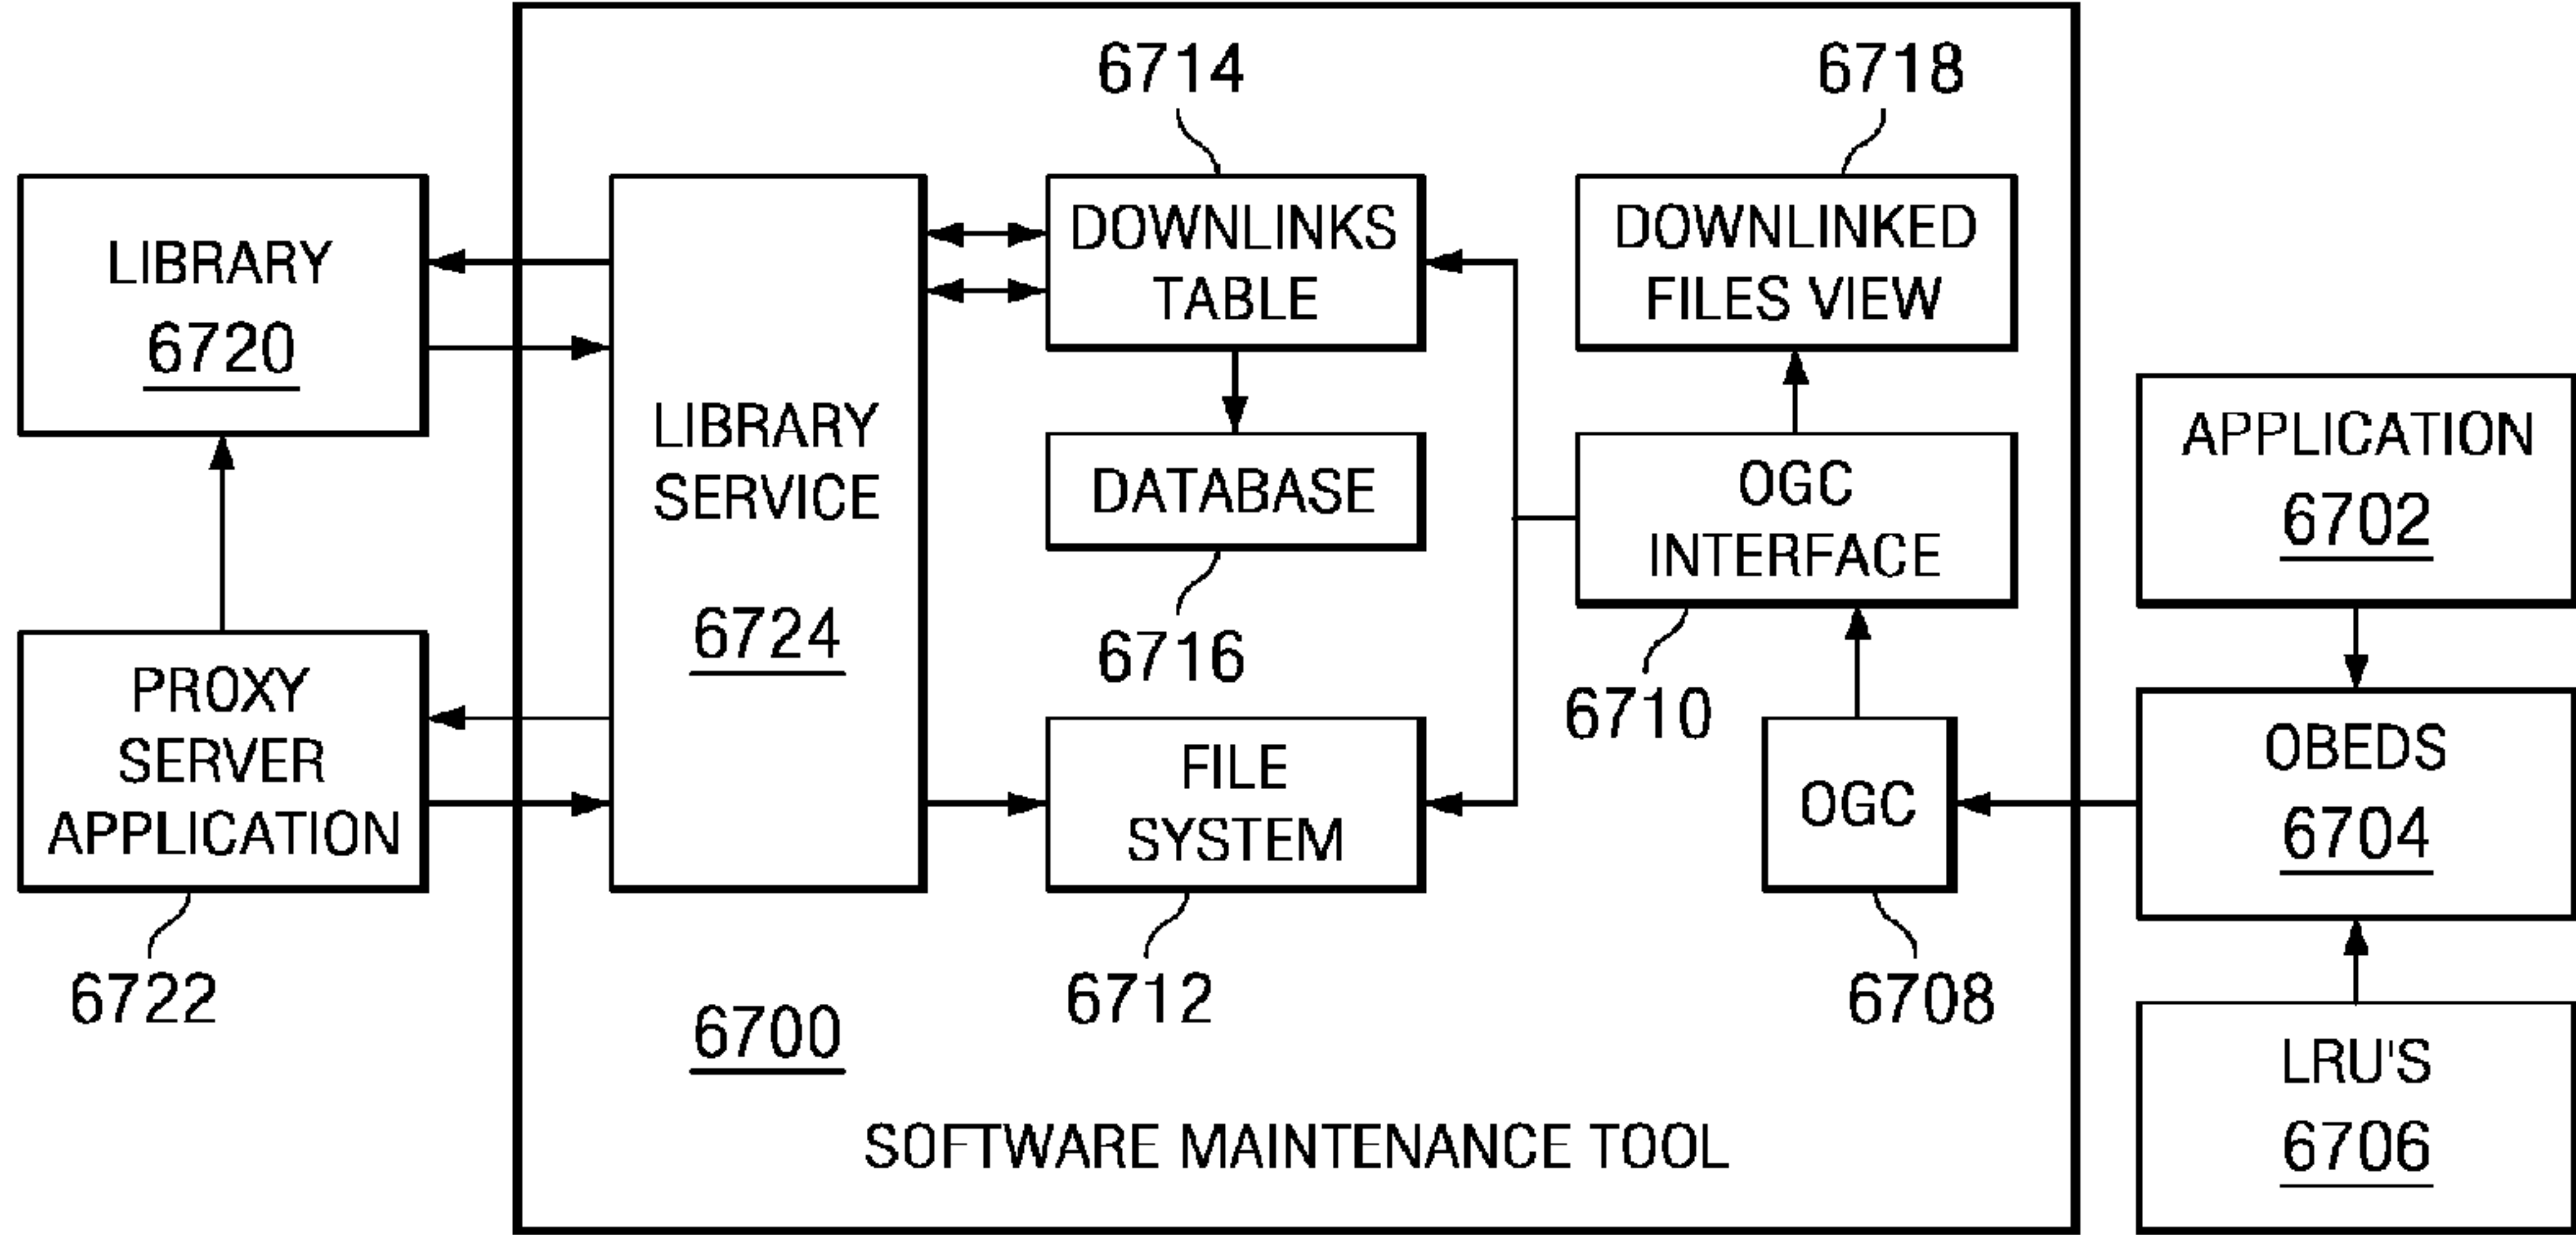 6714
6718
LIBRARY
6720
LIBRARY
SERVICE
6724
DOWNLINKS
TABLE
DOWNLINKED
FILES VIEW
DATABASE
6716
OGC
INTERFACE
6710
APPLICATION
6702
PROXY
SERVER
APPLICATION
6722
FILE
SYSTEM
6712
OGC
6708
OBEDS
6704
LRU'S
6706
6700
SOFTWARE MAINTENANCE TOOL